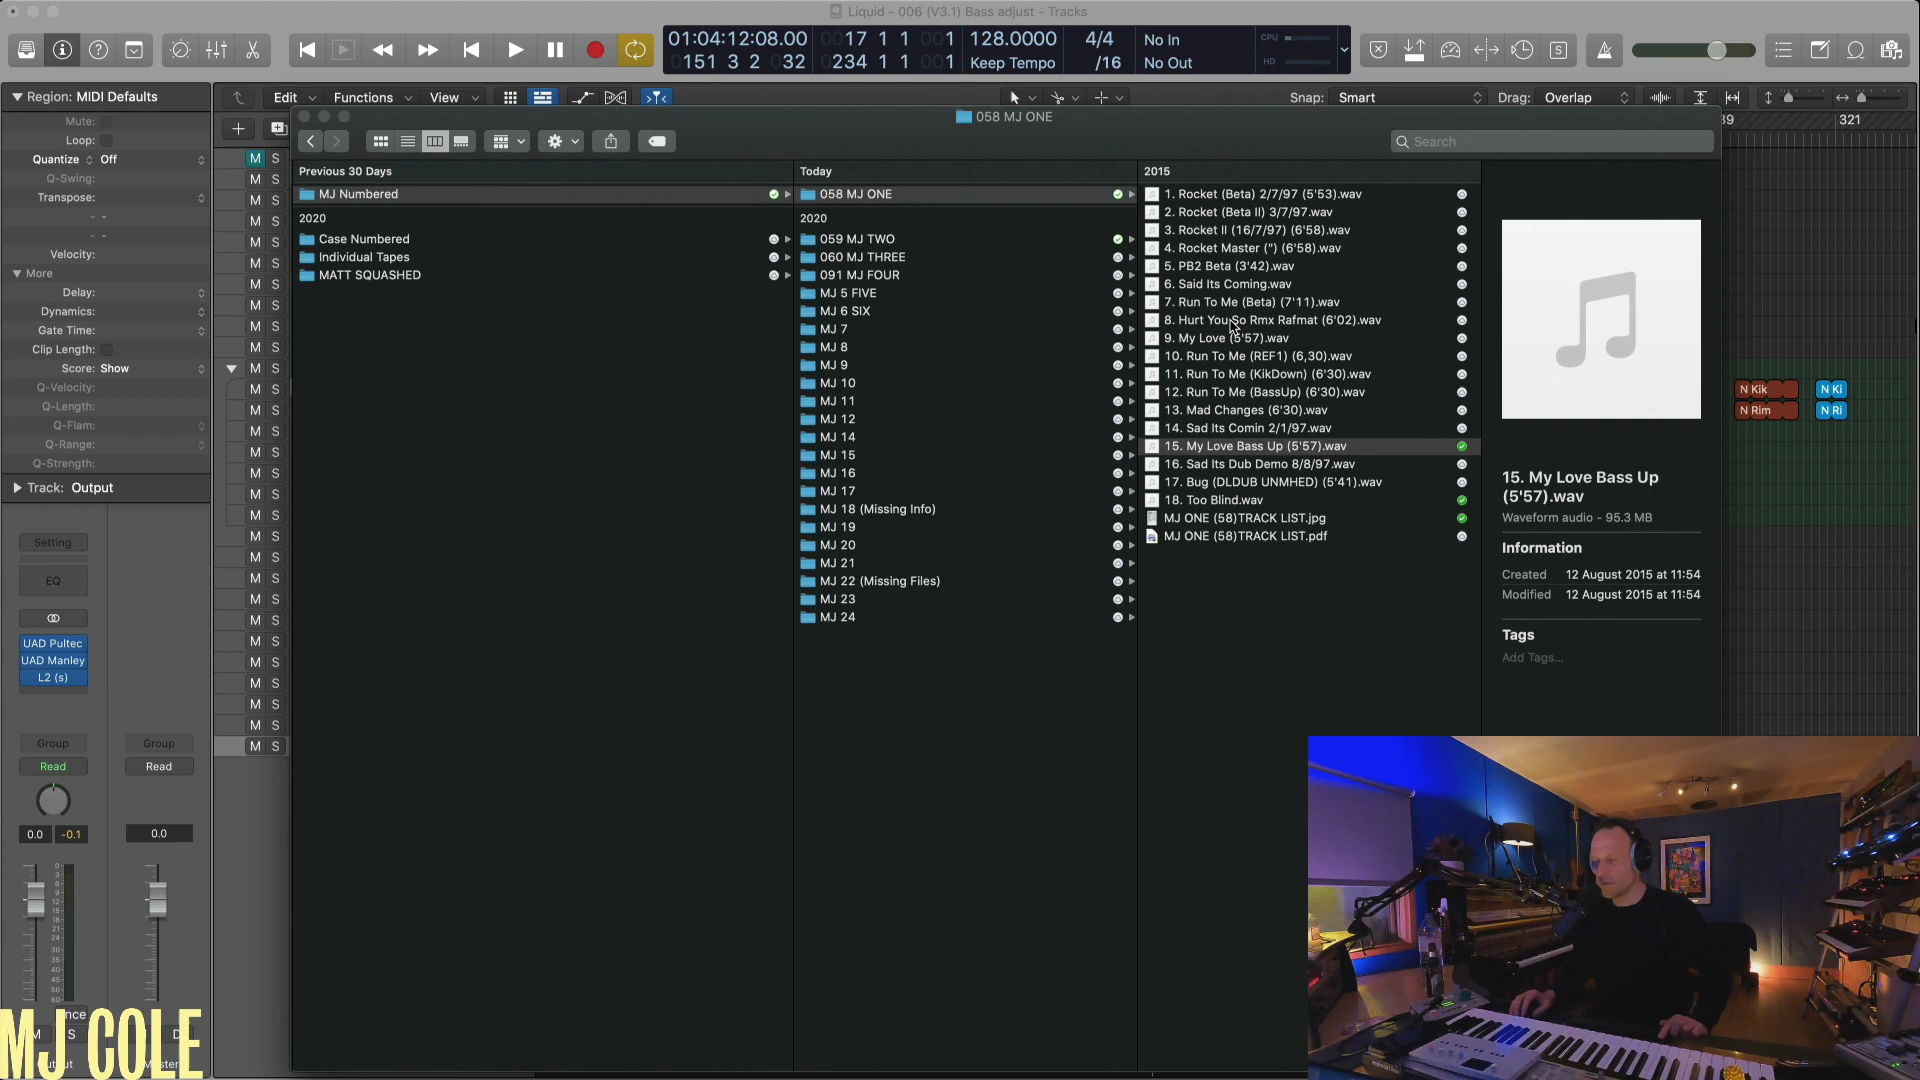 Liquid - 006 (V3.1) Bass adjust - Tracks
01:04:12:08.00
0017 1 1 001
128.0000
4/4
No In
CPU
0151 3 2 032
0234 1 1 001
Keep Tempo
/16
No Out
HD
Region: MIDI Defaults
Edit
Functions
View
Snap: Smart
Drag: Overlap
Mute:
Loop:
Quantize Off
Q-Swing:
Transpose:
- -
- -
Velocity:
More
Delay:
Dynamics:
Gate Time:
Clip Length:
Score: Show
Q-Velocity:
Q-Length:
Q-Flam:
Q-Range:
Q-Strength:
Track: Output
Setting
EQ
UAD Pultec
UAD Manley
L2 (s)
Group
Group
Read
Read
0.0 -0.1
0.0
058 MJ ONE
Search
321
Previous 30 Days
MJ Numbered
2020
Case Numbered
Individual Tapes
MATT SQUASHED
Today
058 MJ ONE
2020
059 MJ TWO
060 MJ THREE
091 MJ FOUR
MJ 5 FIVE
MJ 6 SIX
MJ 7
MJ 8
MJ 9
MJ 10
MJ 11
MJ 12
MJ 14
MJ 15
MJ 16
MJ 17
MJ 18 (Missing Info)
MJ 19
MJ 20
MJ 21
MJ 22 (Missing Files)
MJ 23
MJ 24
2015
1. Rocket (Beta) 2/7/97 (5'53).wav
2. Rocket (Beta II) 3/7/97.wav
3. Rocket II (16/7/97) (6'58).wav
4. Rocket Master (") (6'58).wav
5. PB2 Beta (3'42).wav
6. Said Its Coming.wav
7. Run To Me (Beta) (7'11).wav
8. Hurt You So Rmx Rafmat (6'02).wav
9. My Love (5'57).wav
10. Run To Me (REF1) (6,30).wav
11. Run To Me (KikDown) (6'30).wav
12. Run To Me (BassUp) (6'30).wav
13. Mad Changes (6'30).wav
14. Sad Its Comin 2/1/97.wav
15. My Love Bass Up (5'57).wav
16. Sad Its Dub Demo 8/8/97.wav
17. Bug (DLDUB UNMHED) (5'41).wav
18. Too Blind.wav
MJ ONE (58)TRACK LIST.jpg
MJ ONE (58)TRACK LIST.pdf
15. My Love Bass Up
(5'57).wav
Waveform audio - 95.3 MB
Information
Created 12 August 2015 at 11:54
Modified 12 August 2015 at 11:54
Tags
Add Tags...
N Kik
N Ki
N Rim
N Ri
M S
MJ COLE